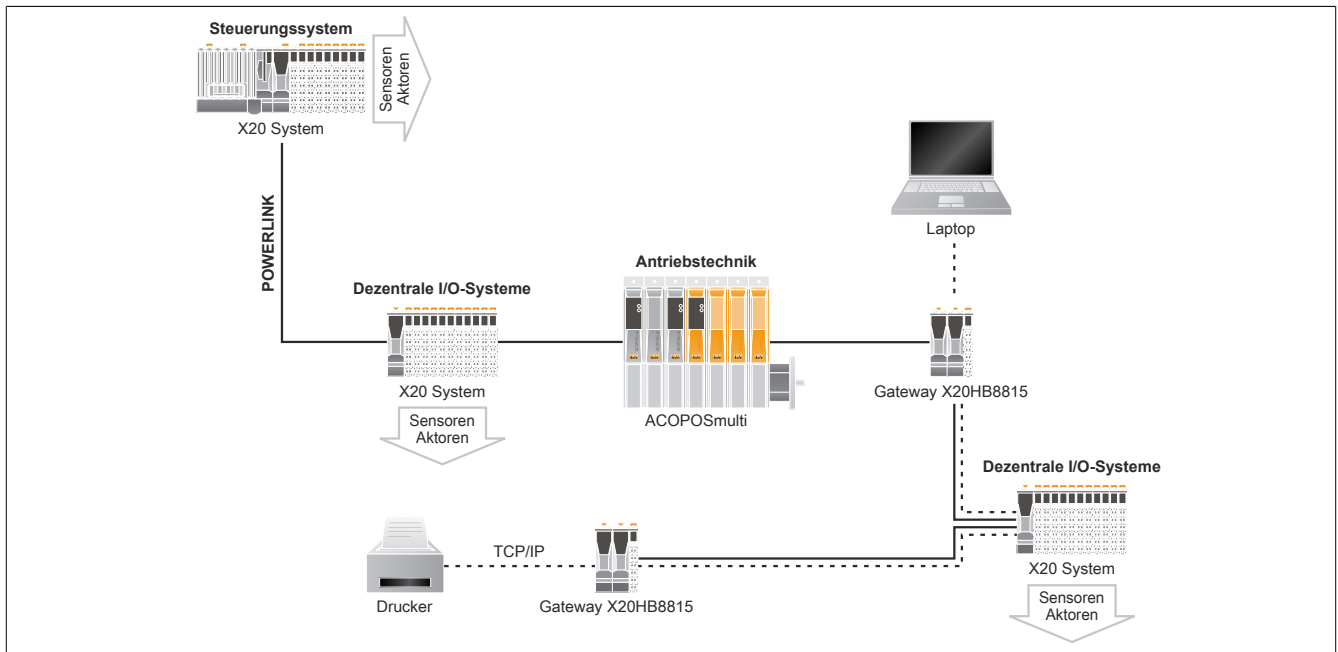 Steuerungssystem
Sensoren
Aktoren
X20 System
POWERLINK
Laptop
Antriebstechnik
Dezentrale I/O-Systeme
X20 System
Sensoren
Aktoren
ACOPOSmulti
Gateway X20HB8815
Dezentrale I/O-Systeme
TCP/IP
X20 System
Drucker
Gateway X20HB8815
Sensoren
Aktoren